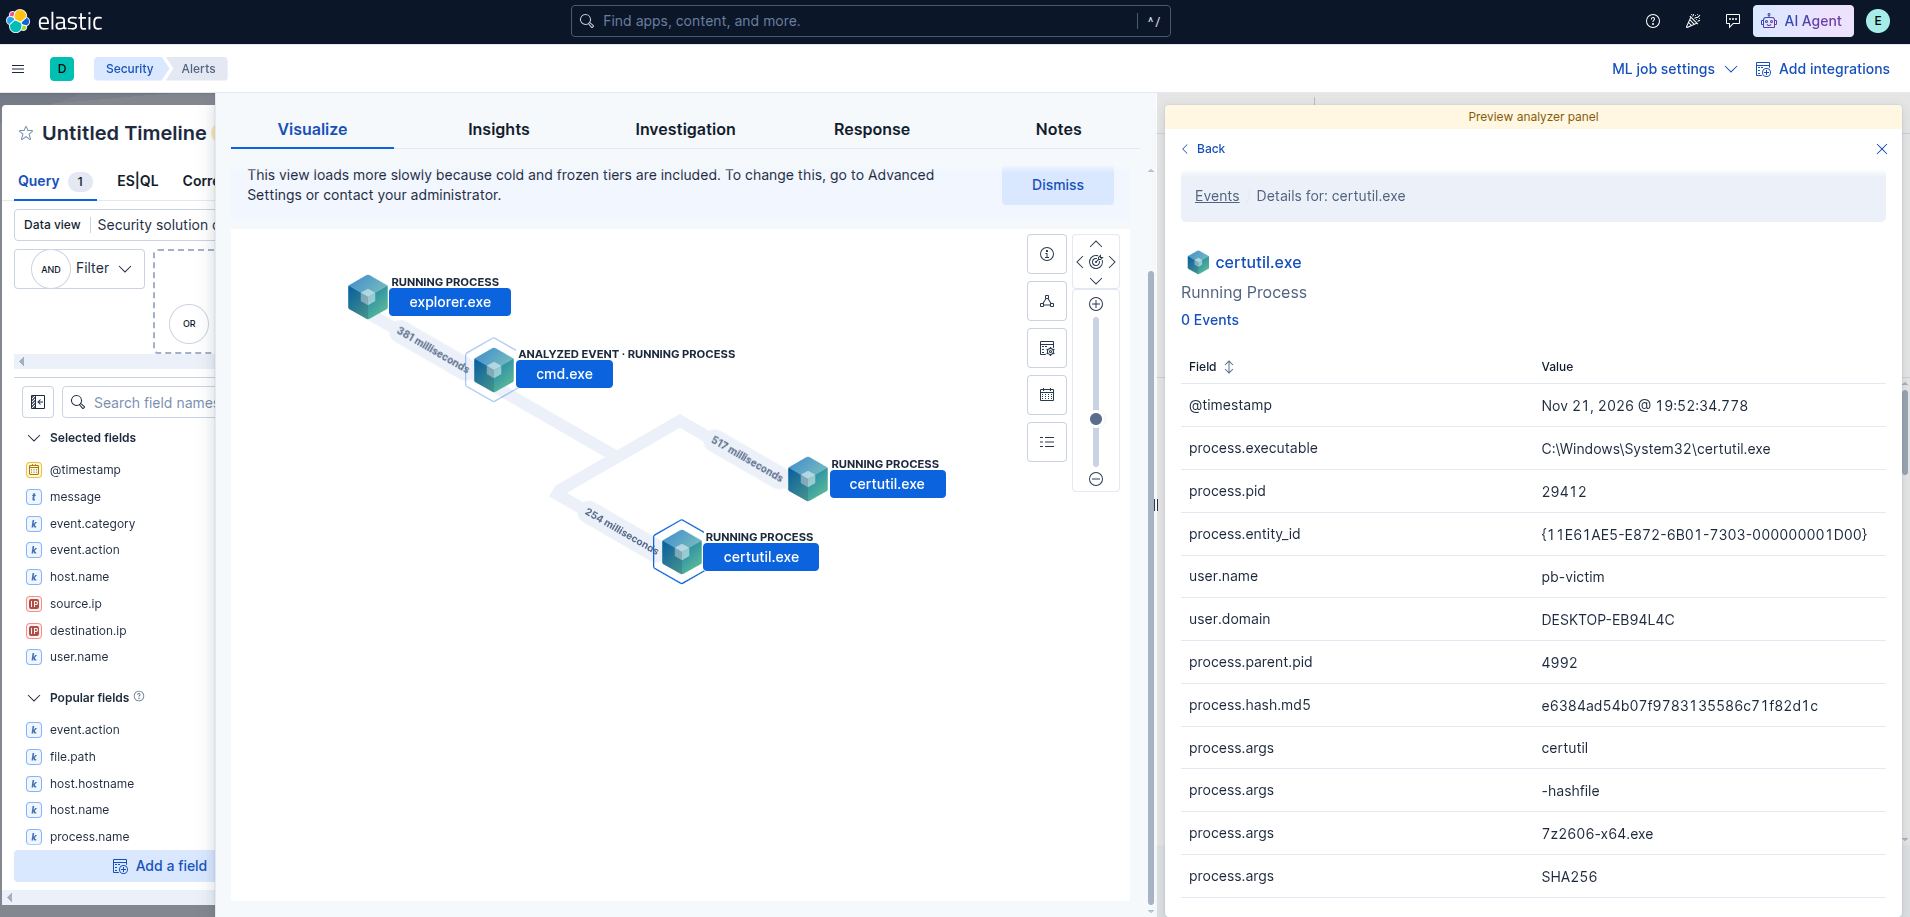 elastic
Find apps, content, and more.
^/
AI Agent
E
D
Security
Alerts
ML job settings
Add integrations
Untitled Timeline
Query 1
ES|QL
Corre
Data view
Security solution
AND
Filter
OR
Search field names
Selected fields
@timestamp
t message
k event.category
k event.action
k host.name
IP source.ip
IP destination.ip
k user.name
Popular fields
k event.action
k file.path
k host.hostname
k host.name
k process.name
Add a field
Visualize
Insights
Investigation
Response
Notes
This view loads more slowly because cold and frozen tiers are included. To change this, go to Advanced
Settings or contact your administrator.
Dismiss
RUNNING PROCESS
explorer.exe
381 milliseconds
ANALYZED EVENT · RUNNING PROCESS
cmd.exe
517 milliseconds
RUNNING PROCESS
certutil.exe
254 milliseconds
RUNNING PROCESS
certutil.exe
Preview analyzer panel
Back
Events
Details for: certutil.exe
certutil.exe
Running Process
0 Events
Field Value
@timestamp Nov 21, 2026 @ 19:52:34.778
process.executable C:\Windows\System32\certutil.exe
process.pid 29412
process.entity_id {11E61AE5-E872-6B01-7303-000000001D00}
user.name pb-victim
user.domain DESKTOP-EB94L4C
process.parent.pid 4992
process.hash.md5 e6384ad54b07f9783135586c71f82d1c
process.args certutil
process.args -hashfile
process.args 7z2606-x64.exe
process.args SHA256